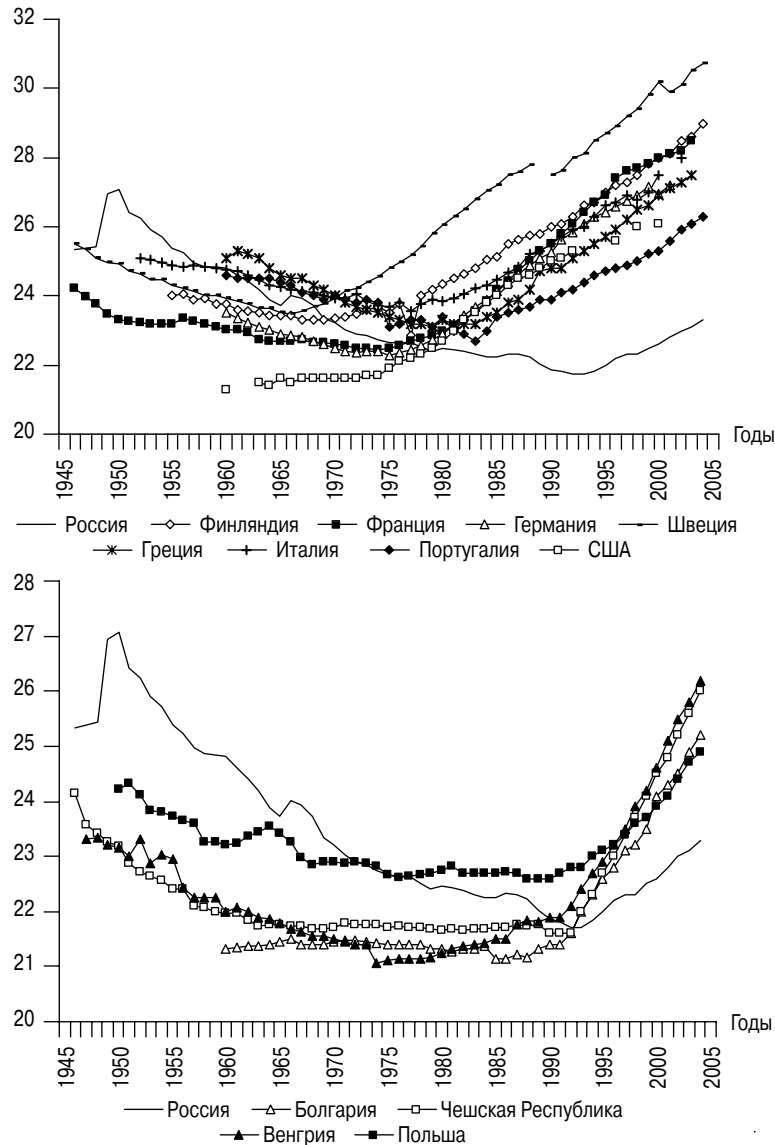 32
30
28
26
24
22
20
Годы
1945 1950 1955 1960 1965 1970 1975 1980 1985 1990 1995 2000 2005
Россия Финляндия Франция Германия Швеция
Греция Италия Португалия США
28
27
26
25
24
23
22
21
20
Годы
1945 1950 1955 1960 1965 1970 1975 1980 1985 1990 1995 2000 2005
Россия Болгария Чешская Республика
Венгрия Польша